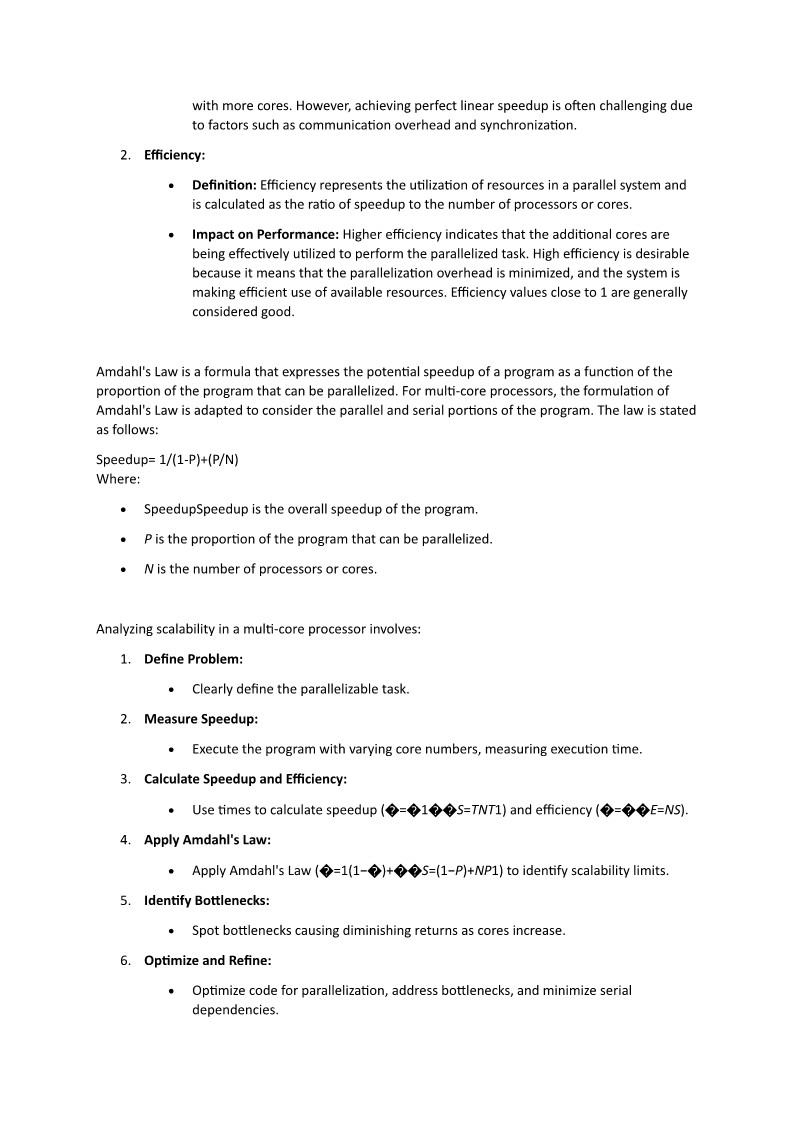 with more cores. However, achieving perfect linear speedup is often challenging due
to factors such as communication overhead and synchronization.
2. Efficiency:
• Definition: Efficiency represents the utilization of resources in a parallel system and
is calculated as the ratio of speedup to the number of processors or cores.
• Impact on Performance: Higher efficiency indicates that the additional cores are
being effectively utilized to perform the parallelized task. High efficiency is desirable
because it means that the parallelization overhead is minimized, and the system is
making efficient use of available resources. Efficiency values close to 1 are generally
considered good.
Amdahl's Law is a formula that expresses the potential speedup of a program as a function of the
proportion of the program that can be parallelized. For multi-core processors, the formulation of
Amdahl's Law is adapted to consider the parallel and serial portions of the program. The law is stated
as follows:
Speedup= 1/(1-P)+(P/N)
Where:
• SpeedupSpeedup is the overall speedup of the program.
• P is the proportion of the program that can be parallelized.
• N is the number of processors or cores.
Analyzing scalability in a multi-core processor involves:
1. Define Problem:
• Clearly define the parallelizable task.
2. Measure Speedup:
• Execute the program with varying core numbers, measuring execution time.
3. Calculate Speedup and Efficiency:
• Use times to calculate speedup (�=�1��S=TNT1) and efficiency (�=��E=NS).
4. Apply Amdahl's Law:
• Apply Amdahl's Law (�=1(1−�)+��S=(1−P)+NP1) to identify scalability limits.
5. Identify Bottlenecks:
• Spot bottlenecks causing diminishing returns as cores increase.
6. Optimize and Refine:
• Optimize code for parallelization, address bottlenecks, and minimize serial
dependencies.